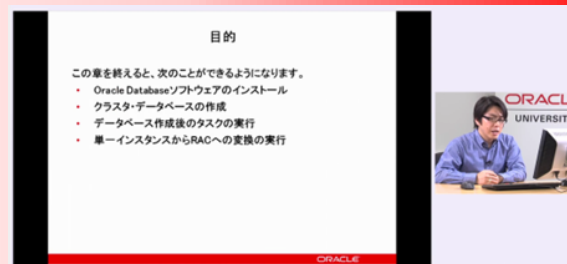 目的
この章を終えると、次のことができるようになります。
• Oracle Databaseソフトウェアのインストール
• クラスタ・データベースの作成
• データベース作成後のタスクの実行
• 単一インスタンスからRACへの変換の実行
ORACLE
ORACL
UNIVERSIT